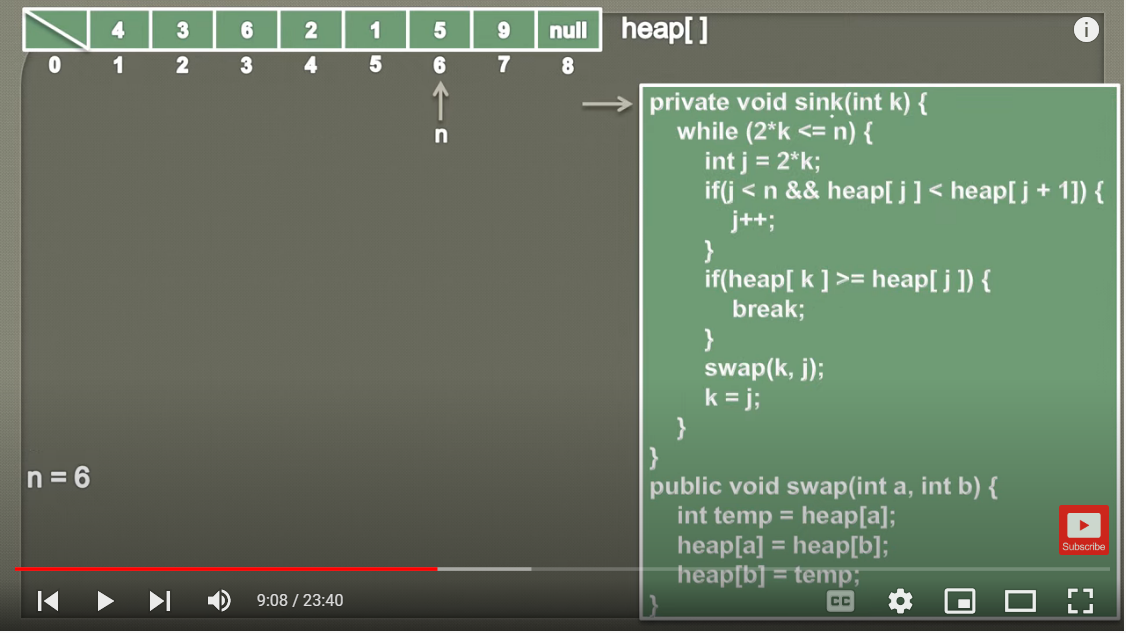 4 3 6 2 1 5 9 null heap[ ]
0 1 2 3 4 5 6 7 8
n
private void sink(int k) {
while (2*k <= n) {
int j = 2*k;
if(j < n && heap[ j ] < heap[ j + 1]) {
j++;
}
if(heap[ k ] >= heap[ j ]) {
break;
}
swap(k, j);
k = j;
}
}
n = 6
public void swap(int a, int b) {
int temp = heap[a];
heap[a] = heap[b];
heap[b] = temp;
}
Subscribe
9:08 / 23:40
CC
i